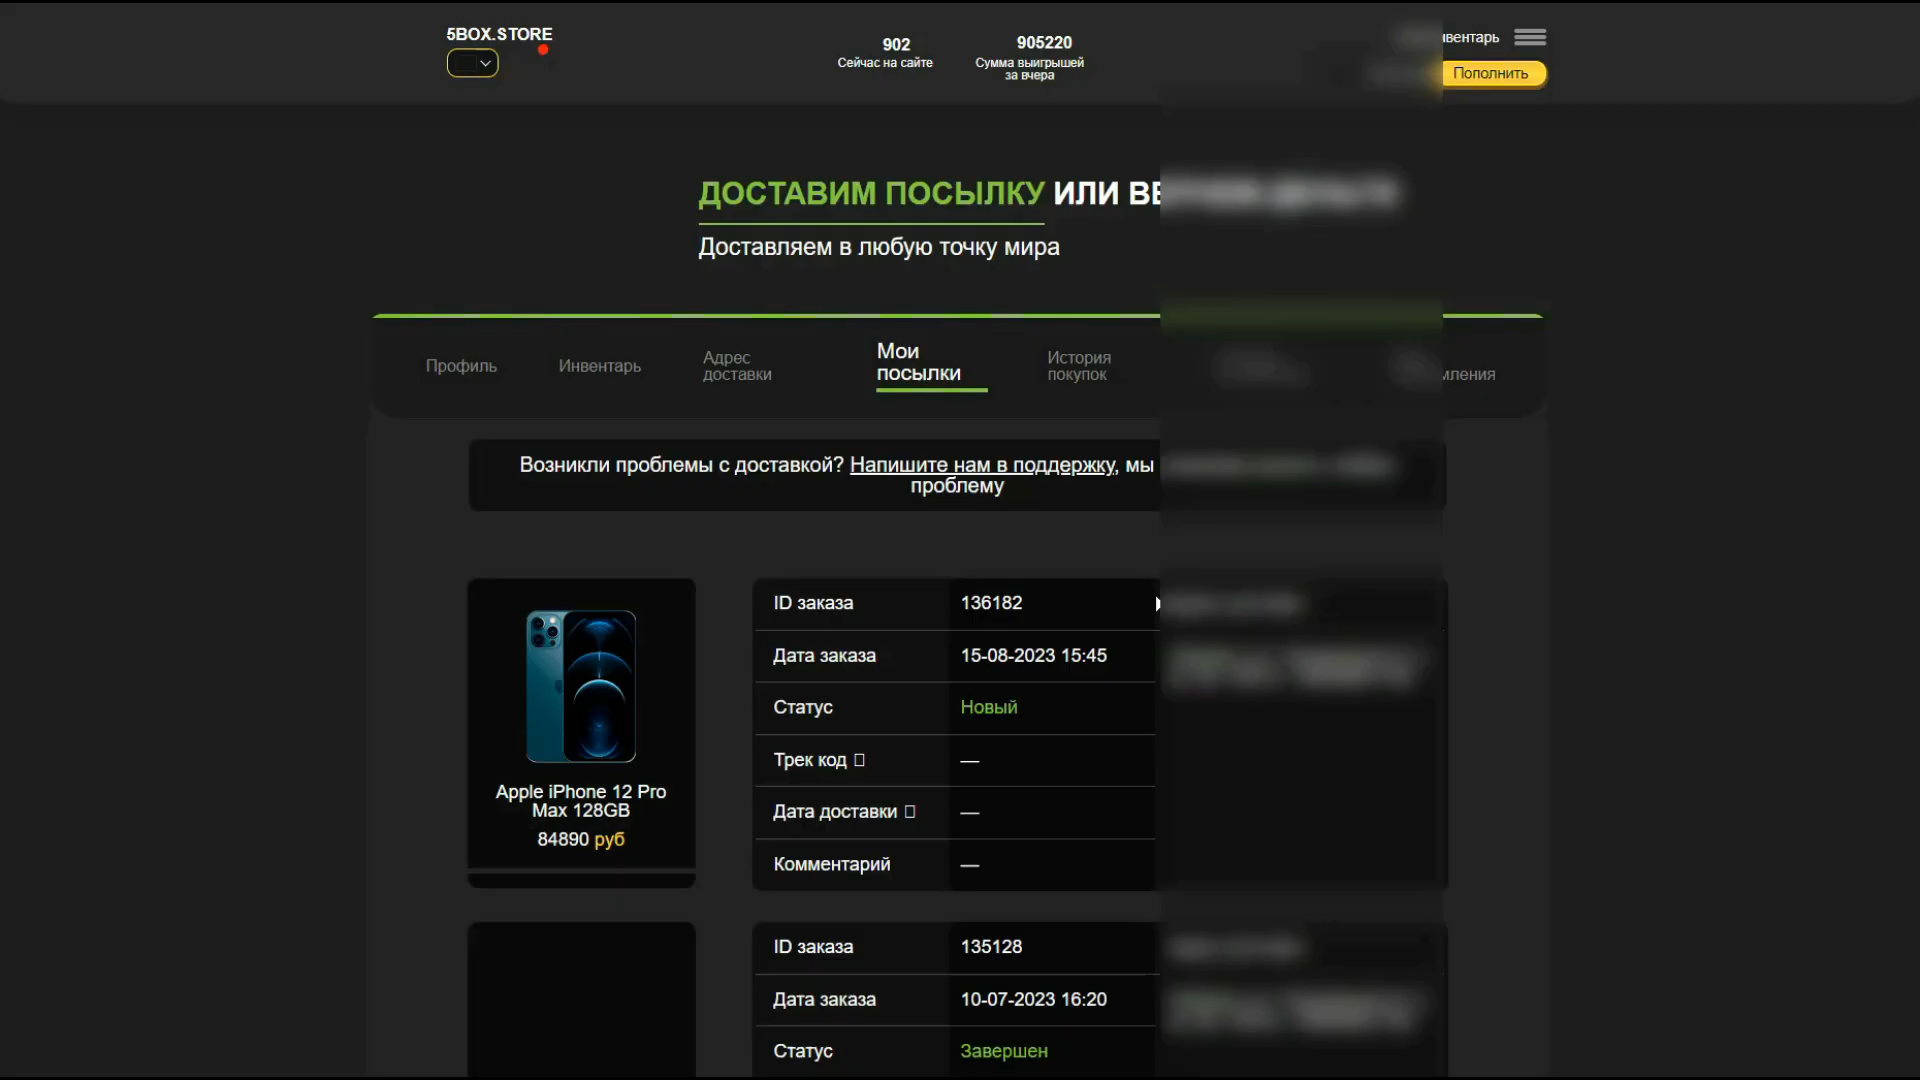 5BOX.STORE
902
Сейчас на сайте
905220
Сумма выигрышей
за вчера
Пополнить
ДОСТАВИМ ПОСЫЛКУ ИЛИ
Доставляем в любую точку мира
Профиль
Инвентарь
Адрес
доставки
Мои
посылки
История
покупок
Возникли проблемы с доставкой? Напишите нам в поддержку, мы
проблему
Apple iPhone 12 Pro
Max 128GB
84890 руб
ID заказа 136182
Дата заказа 15-08-2023 15:45
Статус Новый
Трек код
—
Дата доставки
—
Комментарий —
ID заказа 135128
Дата заказа 10-07-2023 16:20
Статус Завершен